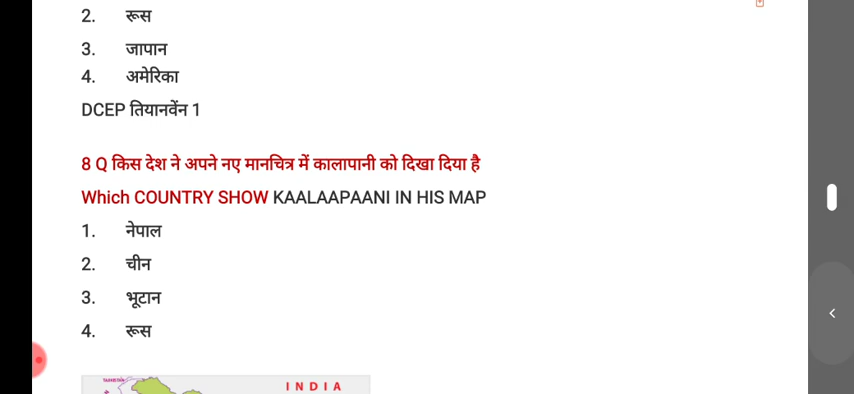 2. रूस
3. जापान
4. अमेरिका
DCEP तियानवेंन 1
8 Q किस देश ने अपने नए मानचित्र में कालापानी को दिखा दिया है
Which COUNTRY SHOW KAALAAPAANI IN HIS MAP
1. नेपाल
2. चीन
3. भूटान
4. रूस
INDIA